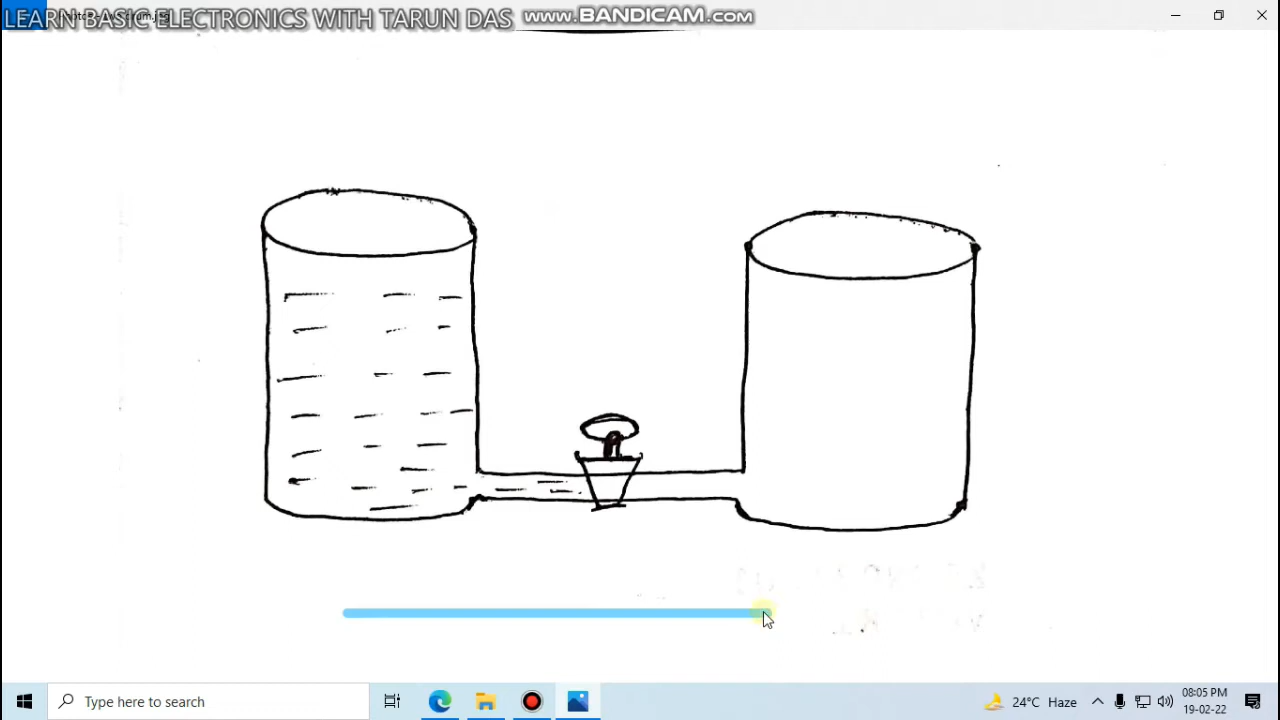 LEARN BASIC ELECTRONICS WITH TARUN DAS www.BANDICAM.com
Type here to search
24°C Haze
08:05 PM
19-02-22